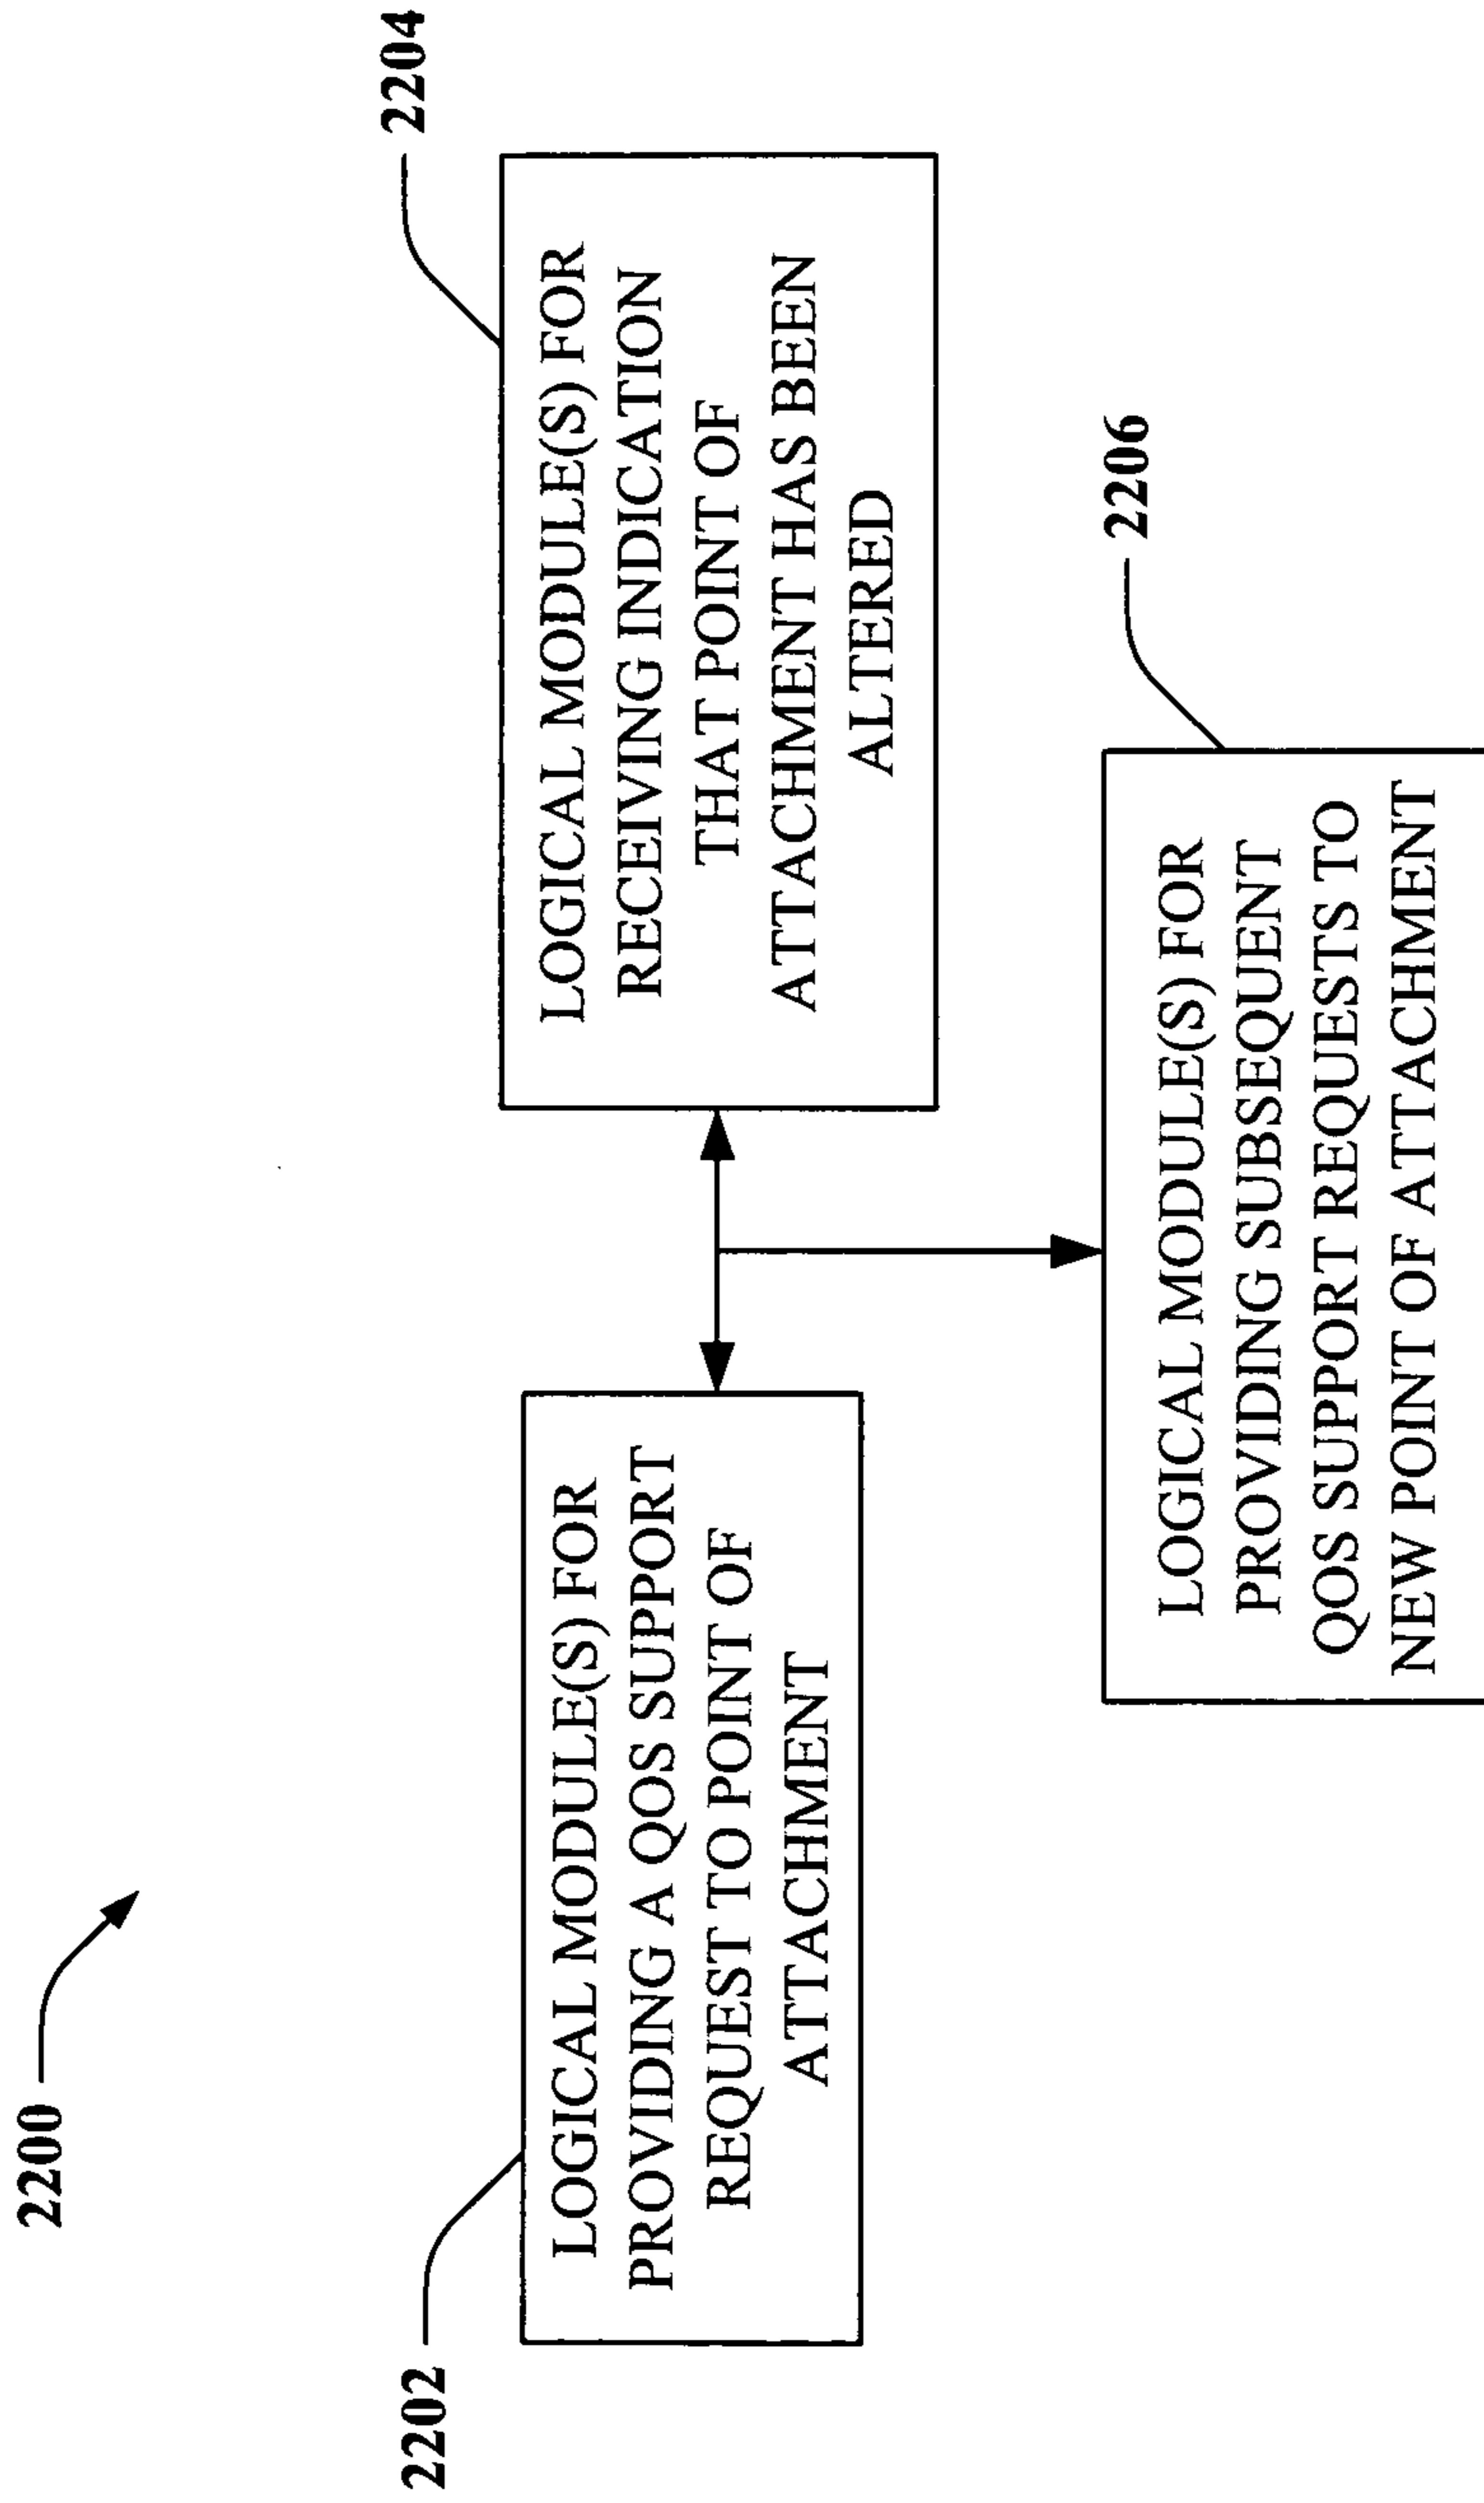 2200
2202
LOGICAL MODULE(S) FOR
PROVIDING A QOS SUPPORT
REQUEST TO POINT OF
ATTACHMENT
2204
LOGICAL MODULE(S) FOR
RECEIVING INDICATION
THAT POINT OF
ATTACHMENT HAS BEEN
ALTERED
2206
LOGICAL MODULE(S) FOR
PROVIDING SUBSEQUENT
QOS SUPPORT REQUESTS TO
NEW POINT OF ATTACHMENT